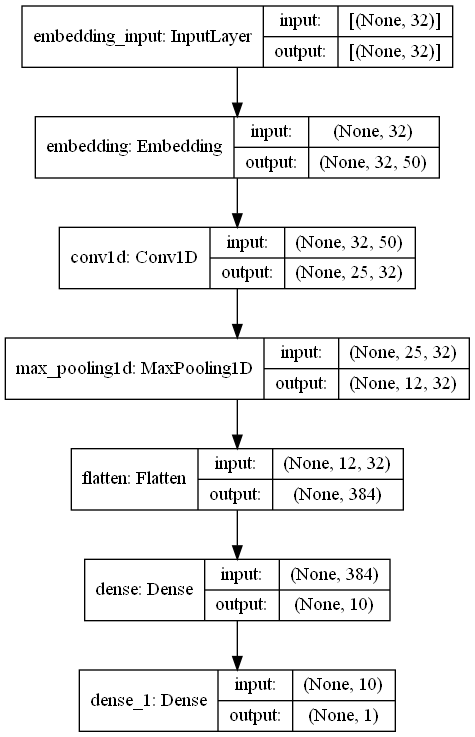 embedding_input: InputLayer
input:
[(None, 32)]
output:
[(None, 32)]
embedding: Embedding
input:
(None, 32)
output:
(None, 32, 50)
conv1d: Conv1D
input:
(None, 32, 50)
output:
(None, 25, 32)
max_pooling1d: MaxPooling1D
input:
(None, 25, 32)
output:
(None, 12, 32)
flatten: Flatten
input:
(None, 12, 32)
output:
(None, 384)
dense: Dense
input:
(None, 384)
output:
(None, 10)
dense_1: Dense
input:
(None, 10)
output:
(None, 1)